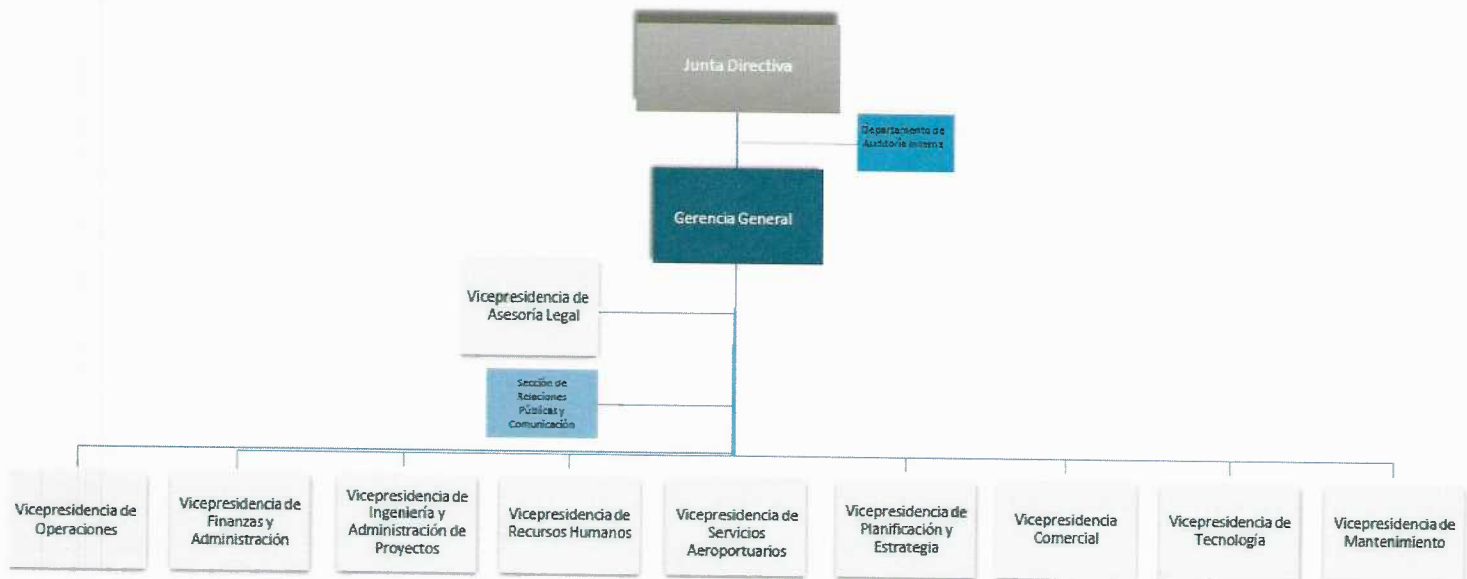 Junta Directiva
Departamento de
Auditoría Interna
Gerencia General
Vicepresidencia de
Asesoría Legal
Sección de
Relaciones
Públicas y
Comunicación
Vicepresidencia de
Operaciones
Vicepresidencia de
Finanzas y
Administración
Vicepresidencia de
Ingeniería y
Administración de
Proyectos
Vicepresidencia de
Recursos Humanos
Vicepresidencia de
Servicios
Aeroportuarios
Vicepresidencia de
Planificación y
Estrategia
Vicepresidencia
Comercial
Vicepresidencia de
Tecnología
Vicepresidencia de
Mantenimiento